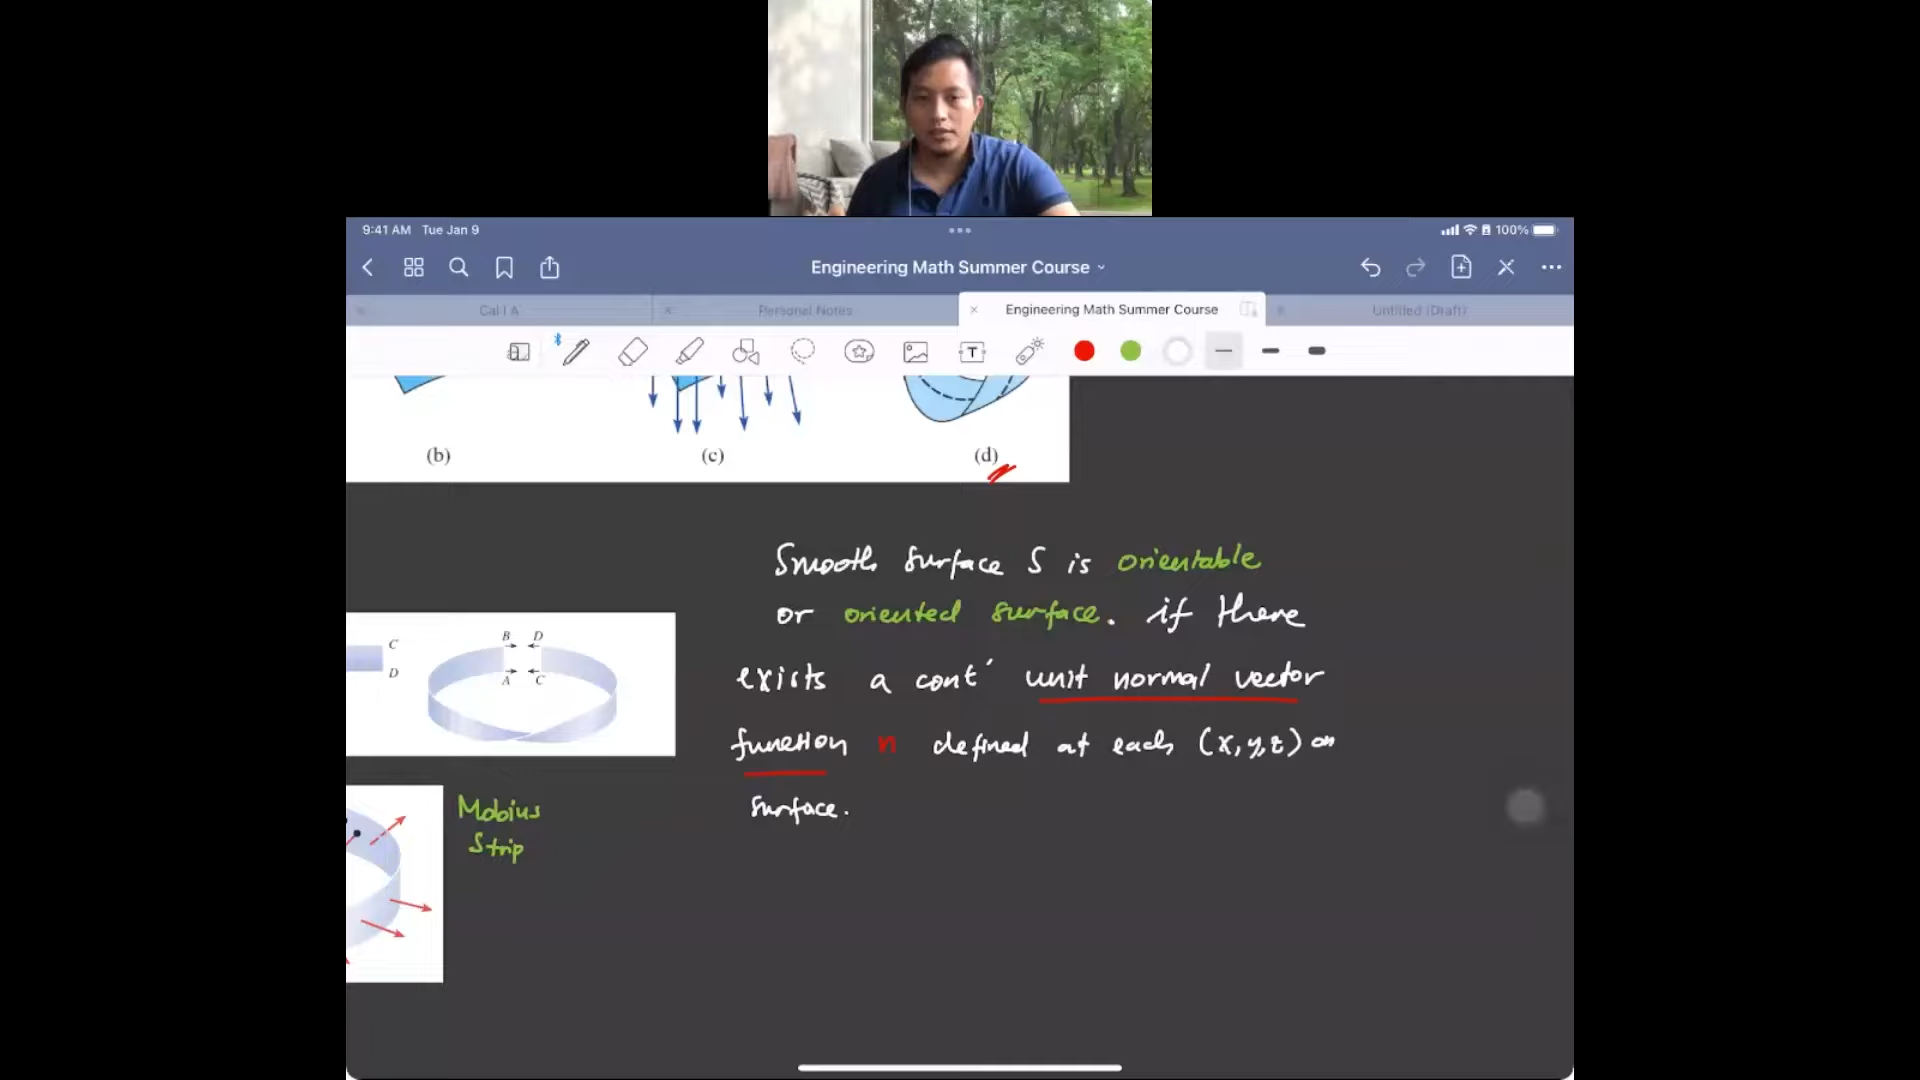 9:41 AM Tue Jan 9
100%
Engineering Math Summer Course
Cal I A
Personal Notes
Engineering Math Summer Course
Untitled (Draft)
T
(b) (c) (d)
Smooth surface S is orientable
or oriented surface. if there
exists a cont' unit normal vector
function n defined at each (x,y,z) on
surface.
C
D
B D
A C
Mobius
Strip